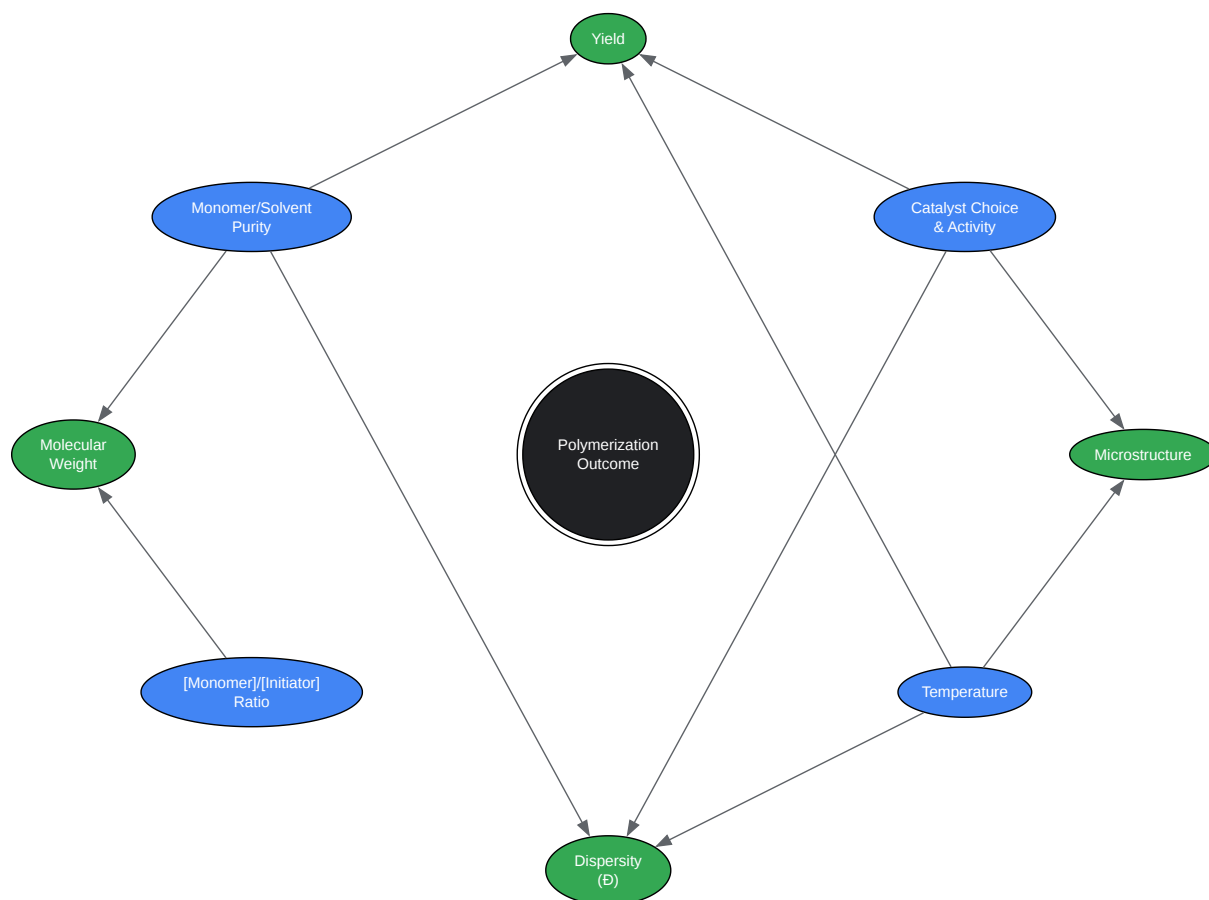 Yield
Monomer/Solvent
Purity
Catalyst Choice
& Activity
Molecular
Weight
Polymerization
Outcome
Microstructure
[Monomer]/[Initiator]
Ratio
Temperature
Dispersity
(Đ)